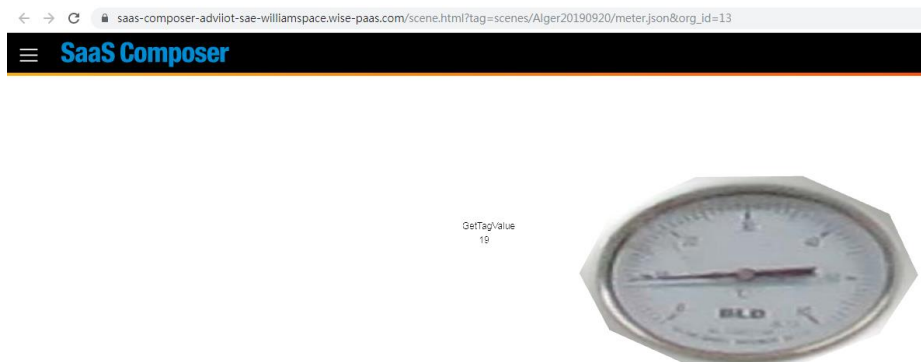 saas-composer-adviiot-sae-williamspace.wise-paas.com/scene.html?tag=scenes/Alger20190920/meter.json&org_id=13
SaaS Composer
GetTagValue
19
°C
BLD